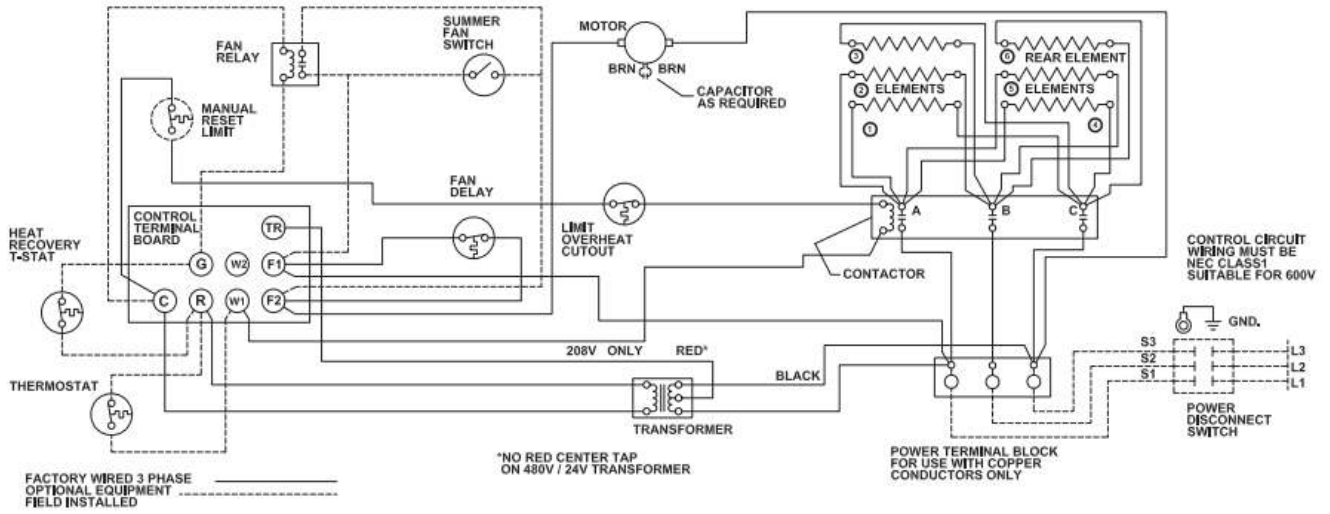 FAN
RELAY
SUMMER
FAN
SWITCH
MOTOR
BRN
BRN
CAPACITOR
AS REQUIRED
3
6
REAR ELEMENT
2
ELEMENTS
5
ELEMENTS
1
4
MANUAL
RESET
LIMIT
FAN
DELAY
LIMIT
OVERHEAT
CUTOUT
A
B
C
CONTACTOR
CONTROL CIRCUIT
WIRING MUST BE
NEC CLASS1
SUITABLE FOR 600V
HEAT
RECOVERY
T-STAT
CONTROL
TERMINAL
BOARD
TR
G
W2
F1
C
R
W1
F2
208V ONLY
RED*
BLACK
GND.
S3
S2
S1
L3
L2
L1
THERMOSTAT
TRANSFORMER
POWER
DISCONNECT
SWITCH
*NO RED CENTER TAP
ON 480V / 24V TRANSFORMER
POWER TERMINAL BLOCK
FOR USE WITH COPPER
CONDUCTORS ONLY
FACTORY WIRED 3 PHASE
OPTIONAL EQUIPMENT
FIELD INSTALLED